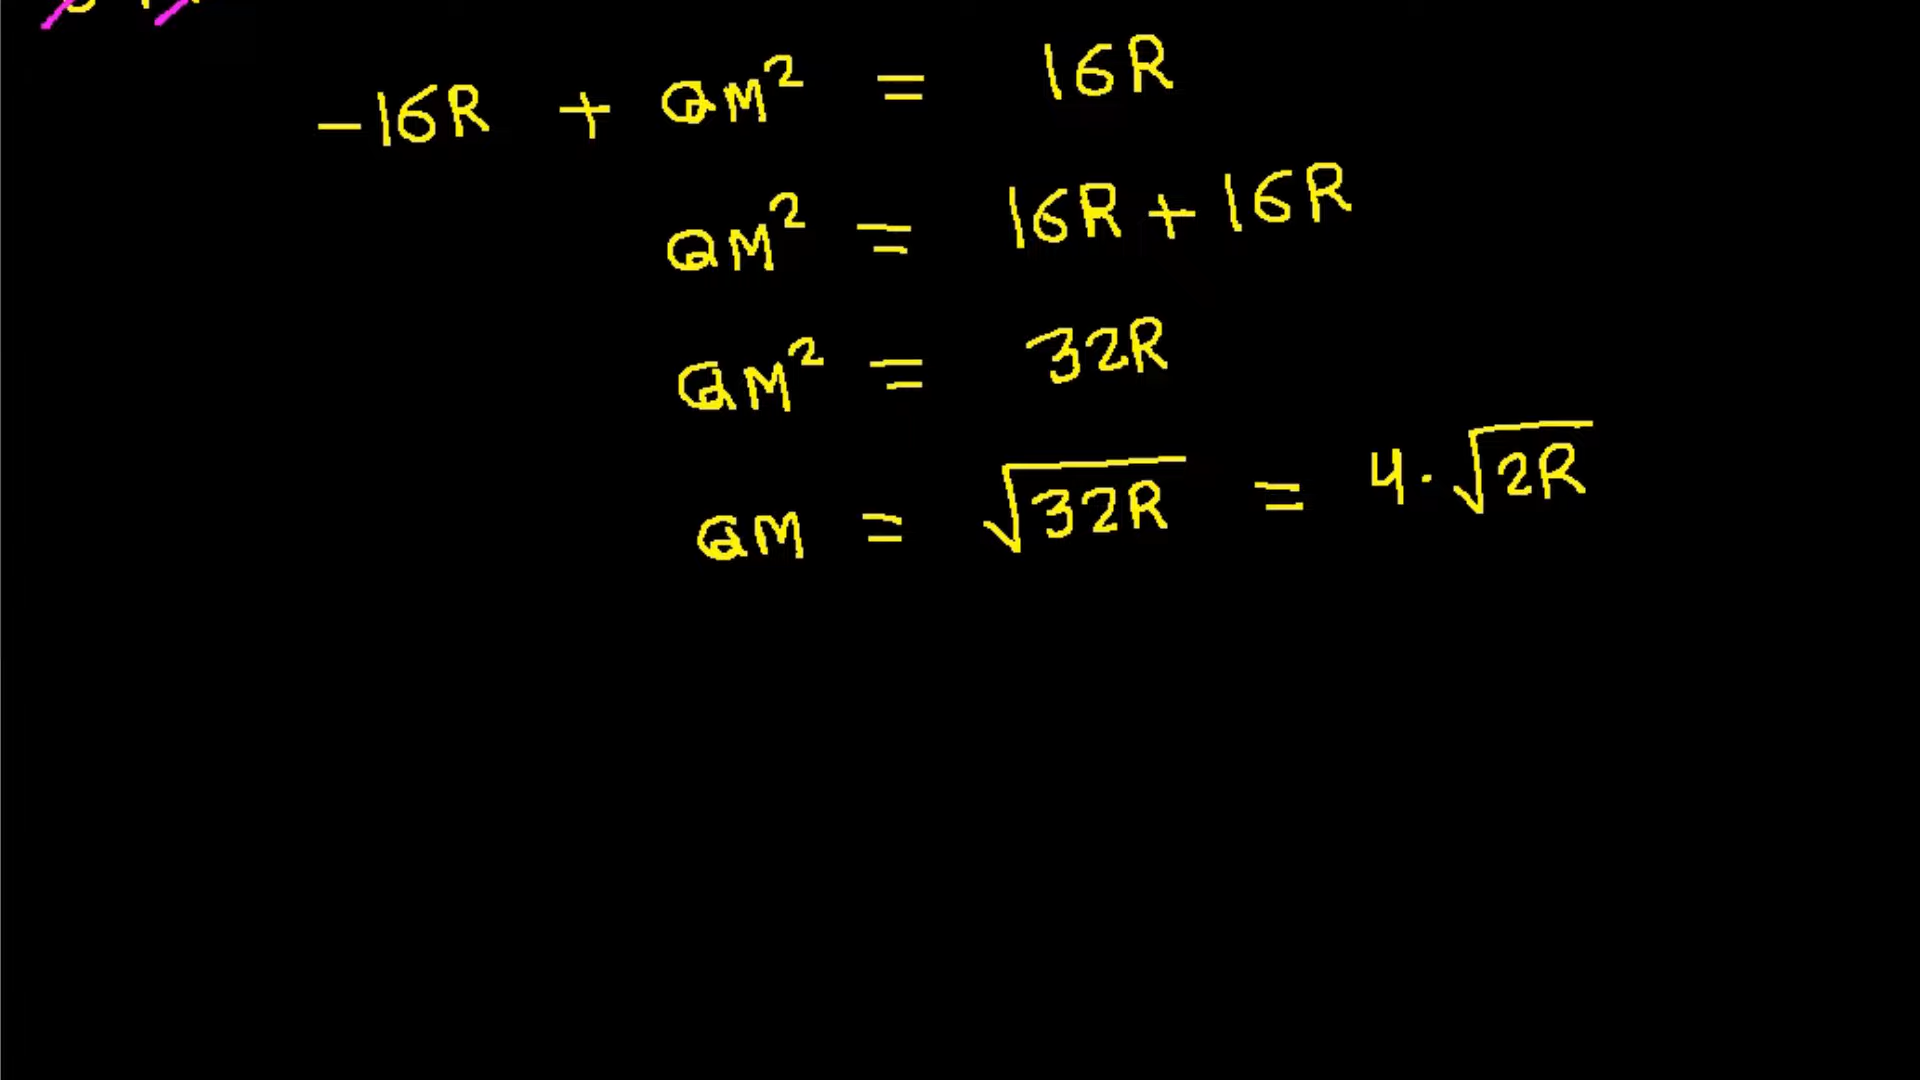 -16R + QM² = 16R
QM² = 16R + 16R
QM² = 32R
QM = √32R = 4·√2R